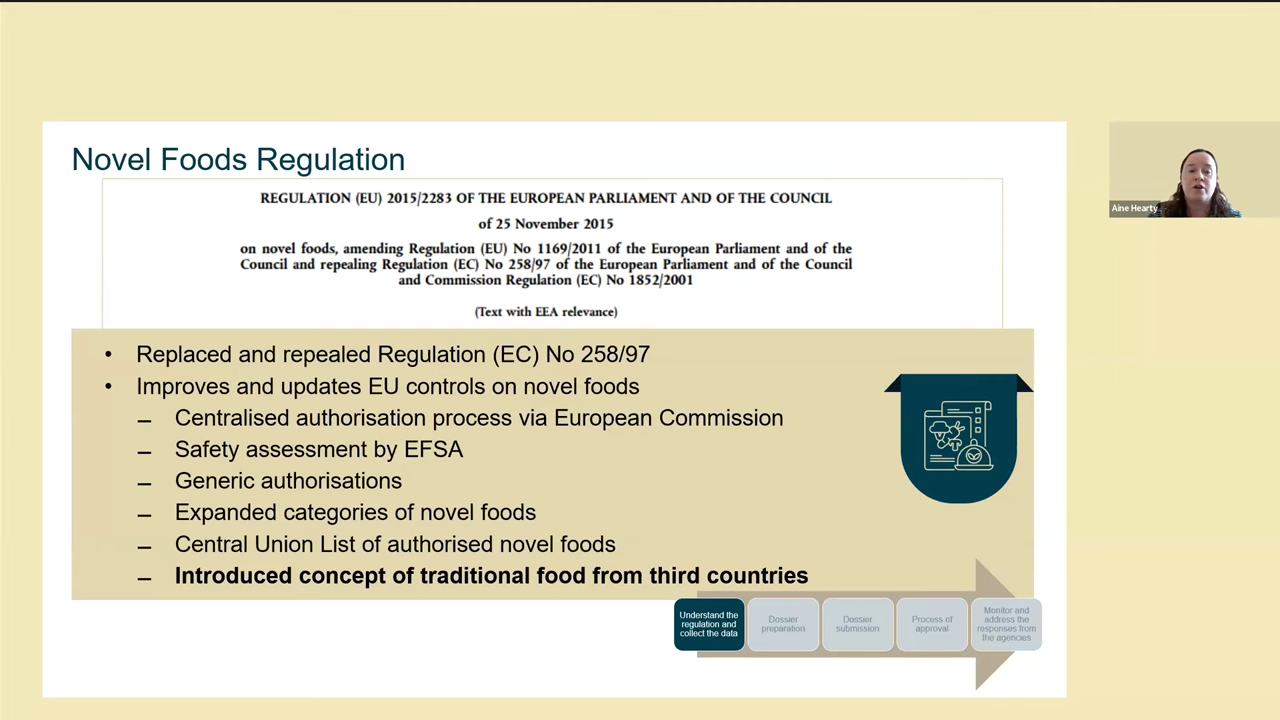 Novel Foods Regulation
REGULATION (EU) 2015/2283 OF THE EUROPEAN PARLIAMENT AND OF THE COUNCIL
of 25 November 2015
on novel foods, amending Regulation (EU) No 1169/2011 of the European Parliament and of the
Council and repealing Regulation (EC) No 258/97 of the European Parliament and of the Council
and Commission Regulation (EC) No 1852/2001
(Text with EEA relevance)
• Replaced and repealed Regulation (EC) No 258/97
• Improves and updates EU controls on novel foods
– Centralised authorisation process via European Commission
– Safety assessment by EFSA
– Generic authorisations
– Expanded categories of novel foods
– Central Union List of authorised novel foods
– Introduced concept of traditional food from third countries
Understand the
regulation and
collect the data
Dossier
preparation
Dossier
submission
Process of
approval
Monitor and
address the
responses from
the agencies
Aine Hearty